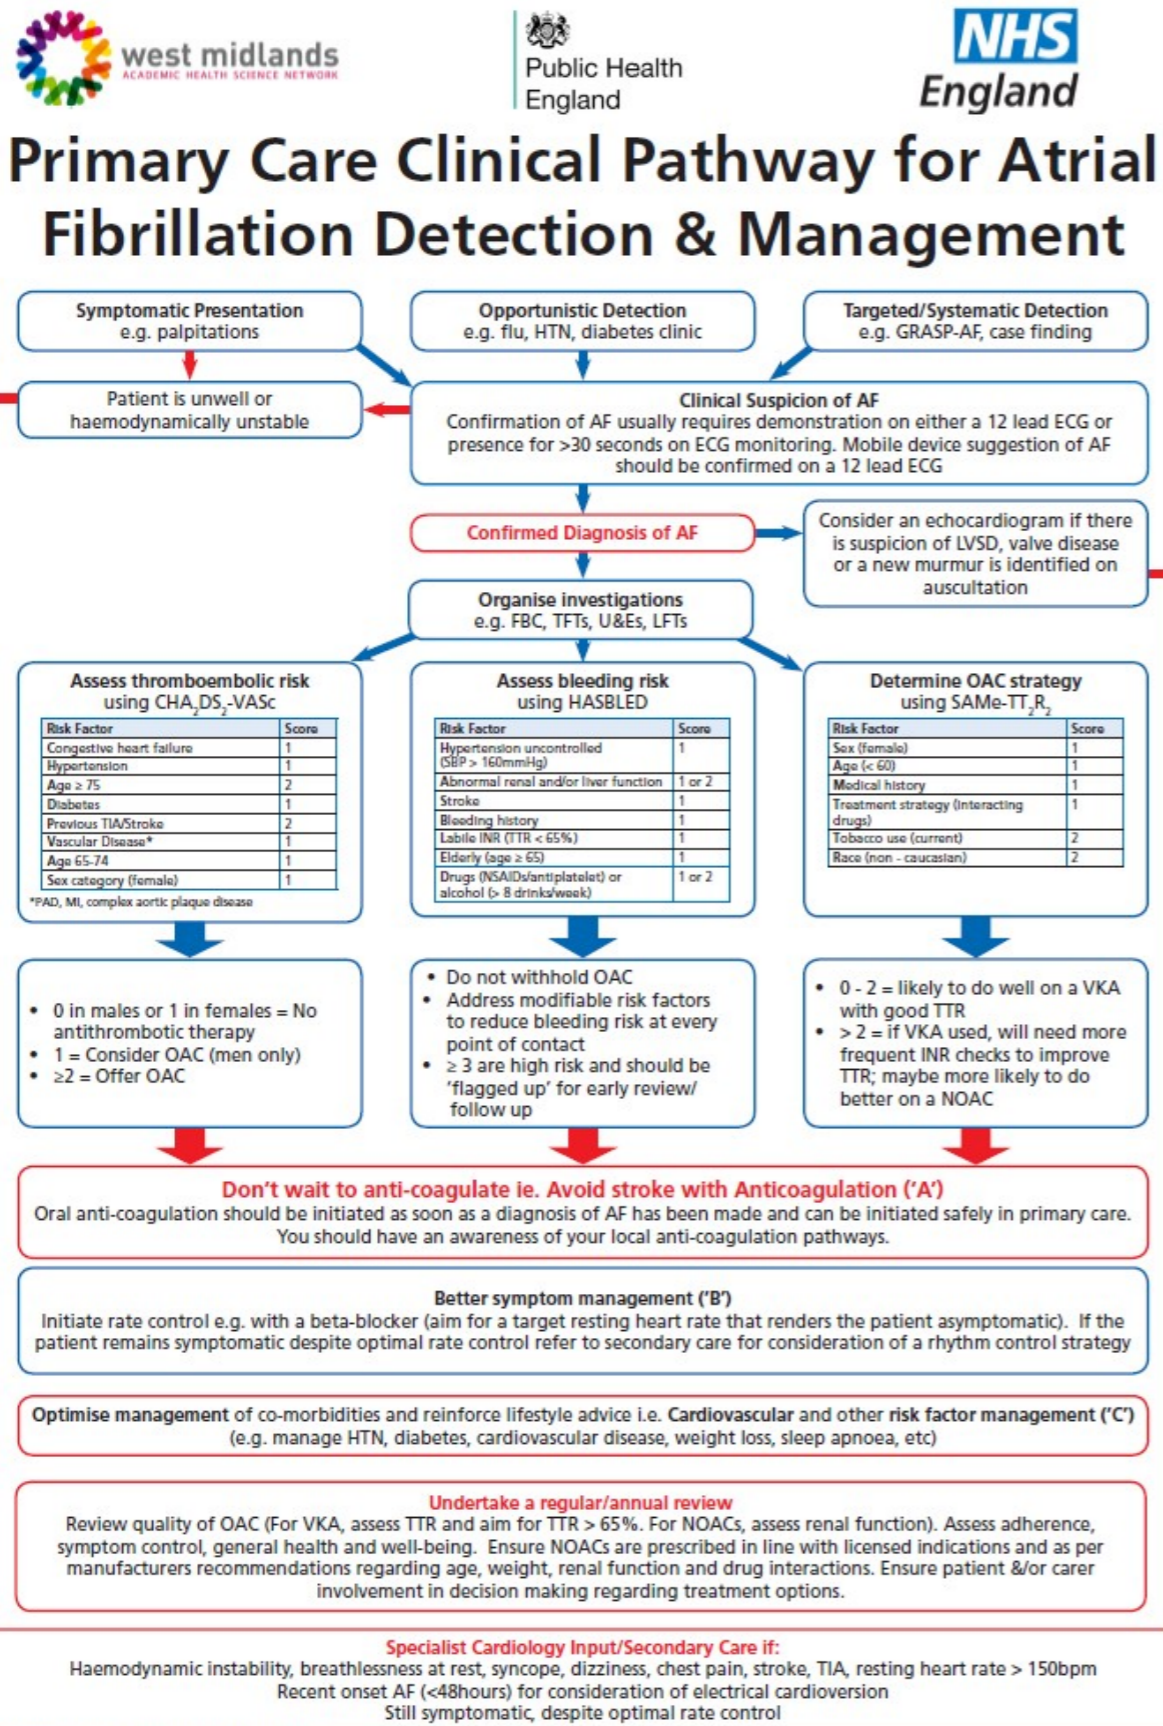 west midlands
ACADEMIC HEALTH SCIENCE NETWORK
Public Health
England
NHS
England
Primary Care Clinical Pathway for Atrial
Fibrillation Detection & Management
Symptomatic Presentation
e.g. palpitations
Opportunistic Detection
e.g. flu, HTN, diabetes clinic
Targeted/Systematic Detection
e.g. GRASP-AF, case finding
Patient is unwell or
haemodynamically unstable
Clinical Suspicion of AF
Confirmation of AF usually requires demonstration on either a 12 lead ECG or
presence for >30 seconds on ECG monitoring. Mobile device suggestion of AF
should be confirmed on a 12 lead ECG
Confirmed Diagnosis of AF
Consider an echocardiogram if there
is suspicion of LVSD, valve disease
or a new murmur is identified on
auscultation
Organise investigations
e.g. FBC, TFTs, U&Es, LFTs
Assess thromboembolic risk
using CHA₂DS₂-VASc
Risk Factor Score
Congestive heart failure 1
Hypertension 1
Age ≥ 75 2
Diabetes 1
Previous TIA/Stroke 2
Vascular Disease* 1
Age 65-74 1
Sex category (female) 1
*PAD, MI, complex aortic plaque disease
Assess bleeding risk
using HASBLED
Risk Factor Score
Hypertension uncontrolled 1
(SBP > 160mmHg)
Abnormal renal and/or liver function 1 or 2
Stroke 1
Bleeding history 1
Labile INR (TTR < 65%) 1
Elderly (age ≥ 65) 1
Drugs (NSAIDs/antiplatelet) or 1 or 2
alcohol (> 8 drinks/week)
Determine OAC strategy
using SAMe-TT₂R₂
Risk Factor Score
Sex (female) 1
Age (< 60) 1
Medical history 1
Treatment strategy (interacting 1
drugs)
Tobacco use (current) 2
Race (non - caucasian) 2
• 0 in males or 1 in females = No
antithrombotic therapy
• 1 = Consider OAC (men only)
• ≥2 = Offer OAC
• Do not withhold OAC
• Address modifiable risk factors
to reduce bleeding risk at every
point of contact
• ≥ 3 are high risk and should be
‘flagged up’ for early review/
follow up
• 0 - 2 = likely to do well on a VKA
with good TTR
• > 2 = if VKA used, will need more
frequent INR checks to improve
TTR; maybe more likely to do
better on a NOAC
Don’t wait to anti-coagulate ie. Avoid stroke with Anticoagulation (‘A’)
Oral anti-coagulation should be initiated as soon as a diagnosis of AF has been made and can be initiated safely in primary care.
You should have an awareness of your local anti-coagulation pathways.
Better symptom management (‘B’)
Initiate rate control e.g. with a beta-blocker (aim for a target resting heart rate that renders the patient asymptomatic). If the
patient remains symptomatic despite optimal rate control refer to secondary care for consideration of a rhythm control strategy
Optimise management of co-morbidities and reinforce lifestyle advice i.e. Cardiovascular and other risk factor management (‘C’)
(e.g. manage HTN, diabetes, cardiovascular disease, weight loss, sleep apnoea, etc)
Undertake a regular/annual review
Review quality of OAC (For VKA, assess TTR and aim for TTR > 65%. For NOACs, assess renal function). Assess adherence,
symptom control, general health and well-being. Ensure NOACs are prescribed in line with licensed indications and as per
manufacturers recommendations regarding age, weight, renal function and drug interactions. Ensure patient &/or carer
involvement in decision making regarding treatment options.
Specialist Cardiology Input/Secondary Care if:
Haemodynamic instability, breathlessness at rest, syncope, dizziness, chest pain, stroke, TIA, resting heart rate > 150bpm
Recent onset AF (<48hours) for consideration of electrical cardioversion
Still symptomatic, despite optimal rate control